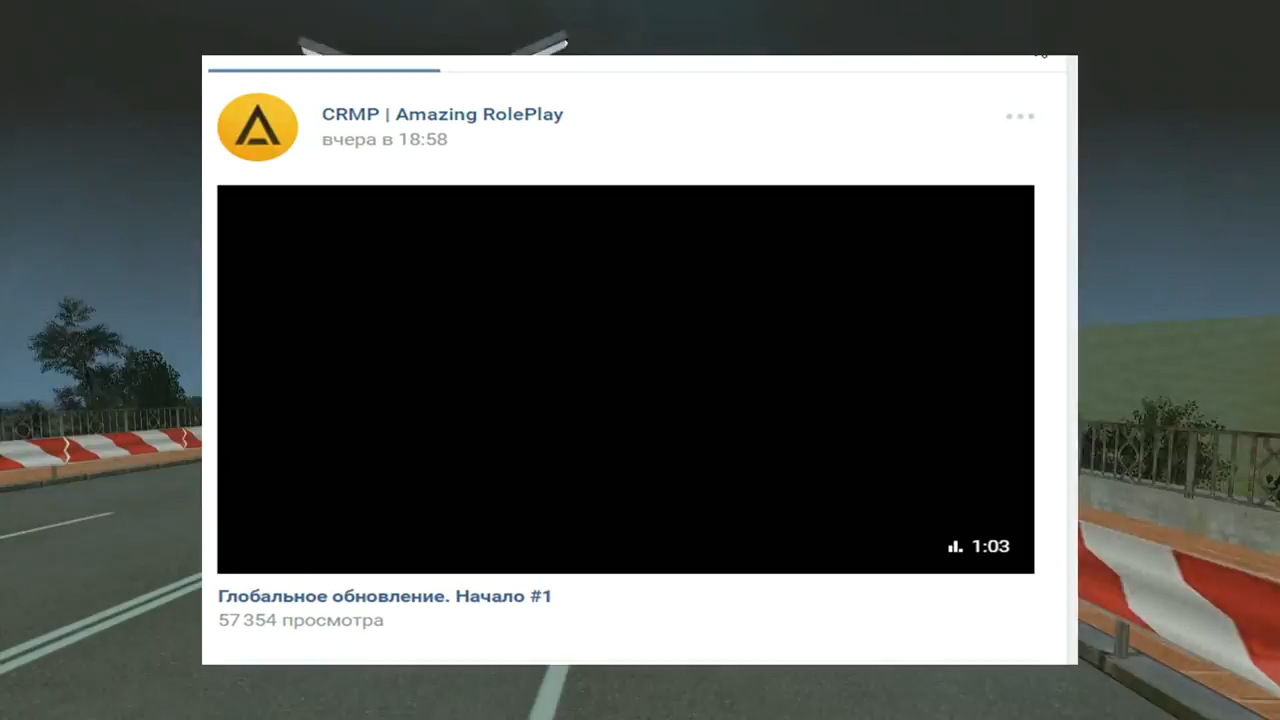 CRMP | Amazing RolePlay
вчера в 18:58
1:03
Глобальное обновление. Начало #1
57 354 просмотра